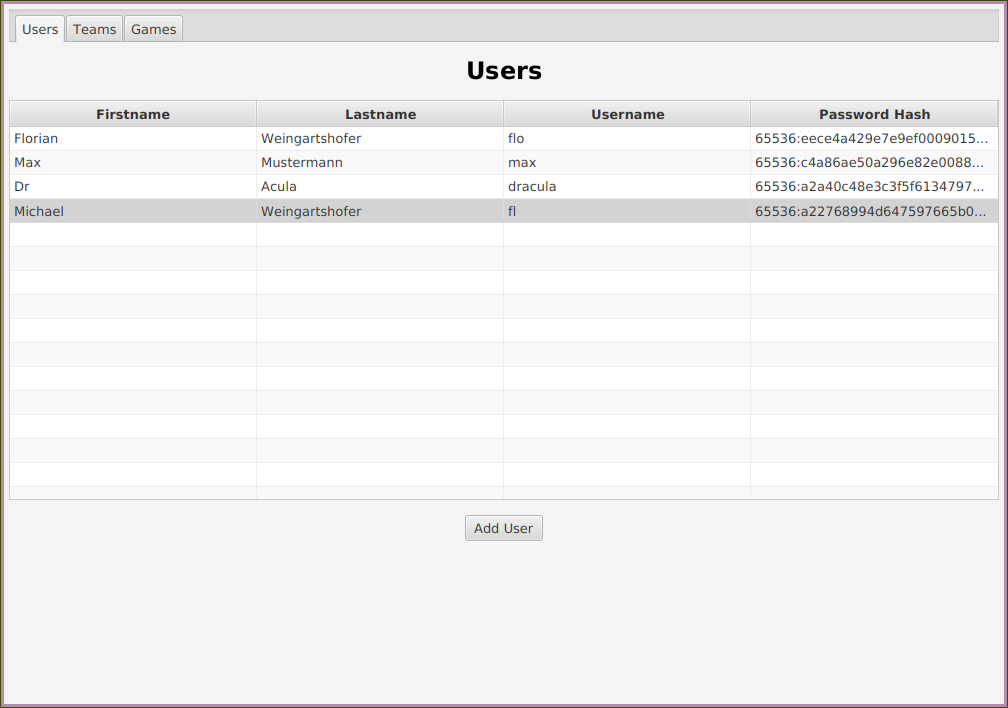 Users Teams Games
Users
Firstname Lastname Username Password Hash
Florian Weingartshofer flo 65536:eece4a429e7e9ef0009015...
Max Mustermann max 65536:c4a86ae50a296e82e0088...
Dr Acula dracula 65536:a2a40c48e3c3f5f6134797...
Michael Weingartshofer fl 65536:a22768994d647597665b0...
Add User